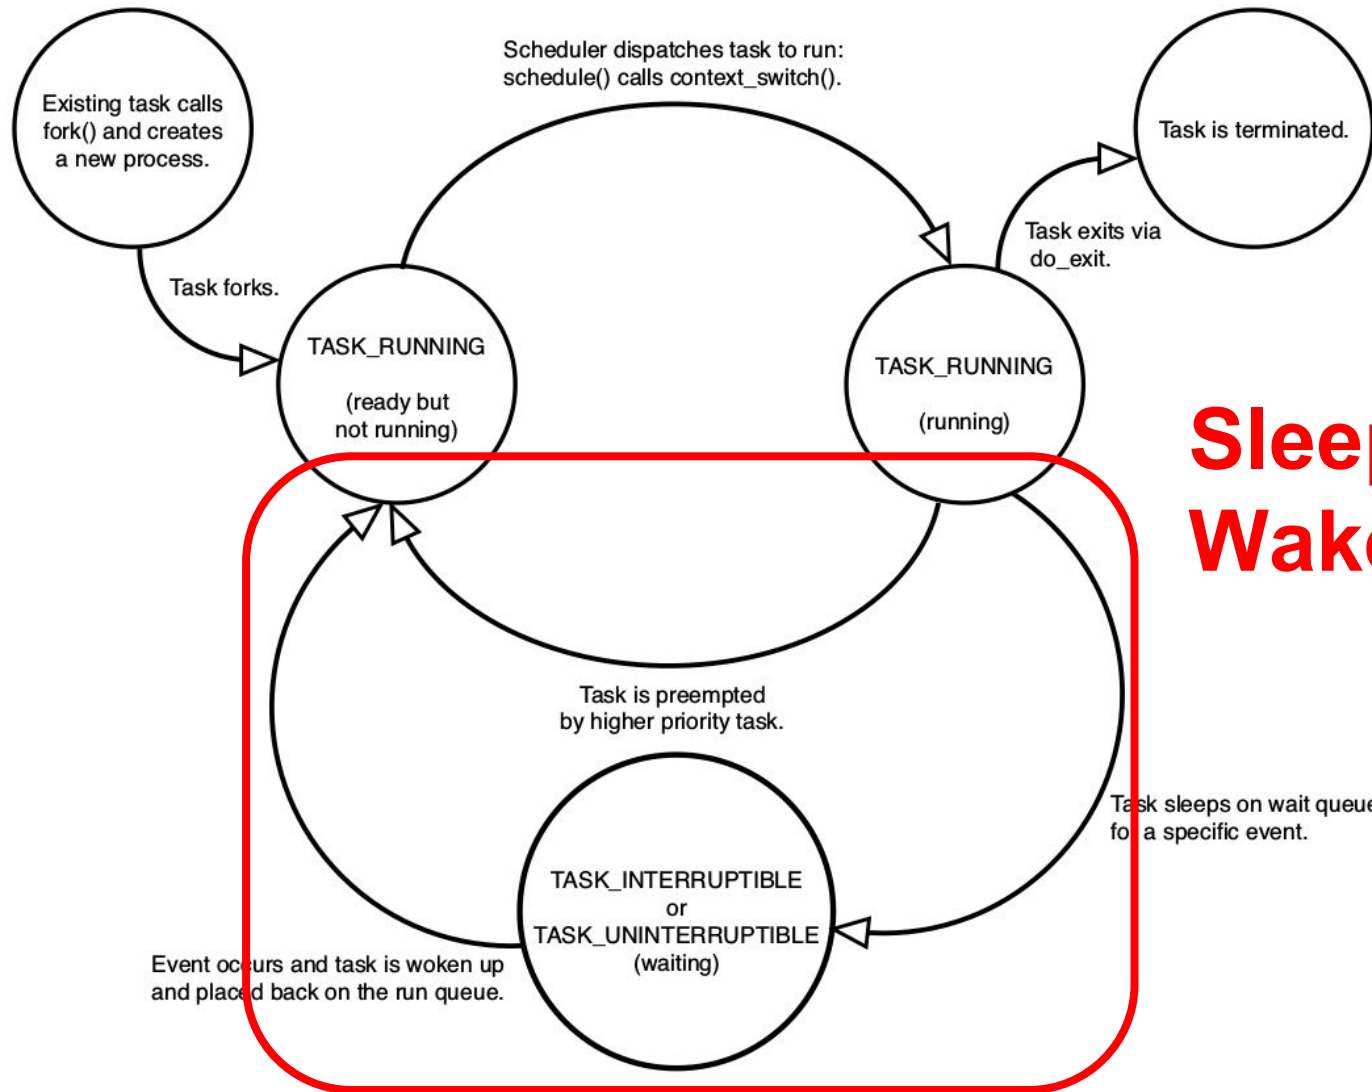 Scheduler dispatches task to run:
schedule() calls context_switch().
Existing task calls
fork() and creates
a new process.
Task is terminated.
Task exits via
do_exit.
Task forks.
TASK_RUNNING
(ready but
not running)
TASK_RUNNING
(running)
Sleep
Wake
Task is preempted
by higher priority task.
Task sleeps on wait queue
for a specific event.
TASK_INTERRUPTIBLE
or
TASK_UNINTERRUPTIBLE
(waiting)
Event occurs and task is woken up
and placed back on the run queue.